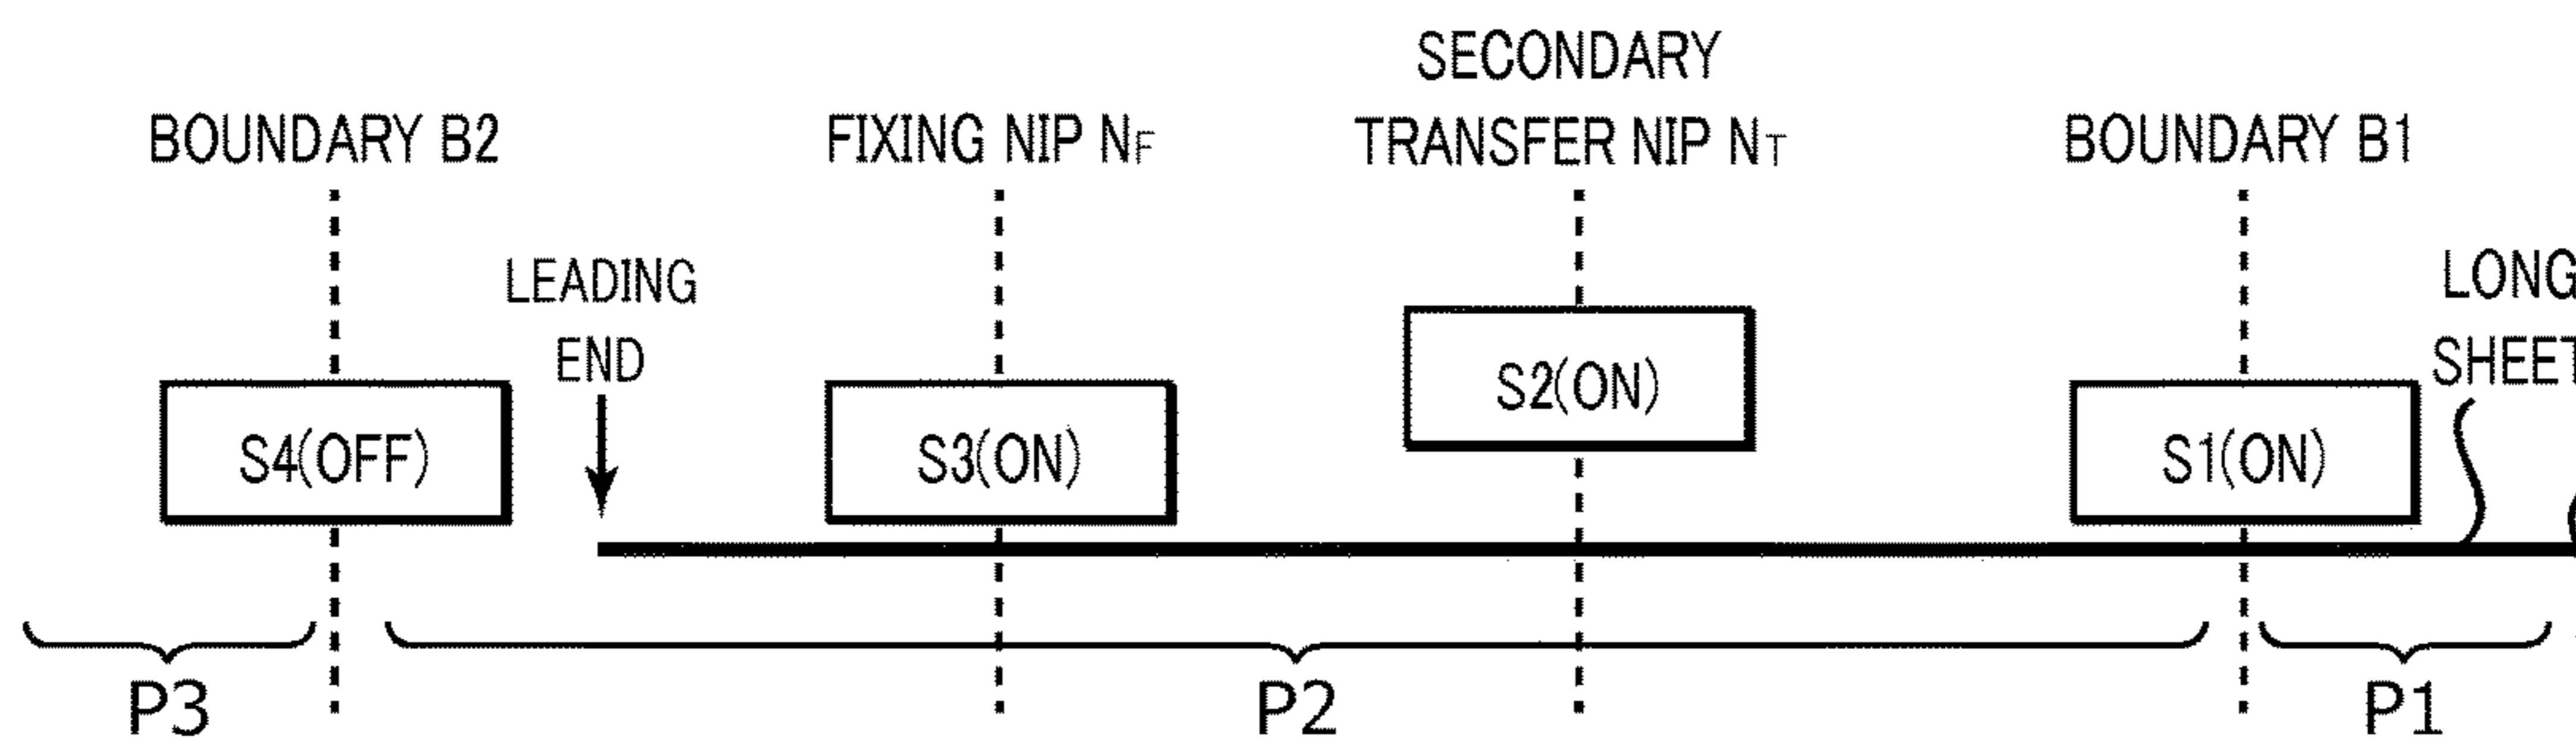 SECONDARY
BOUNDARY B2 FIXING NIP NF TRANSFER NIP NT BOUNDARY B1
LEADING
END
LONG
SHEET
S4(OFF) S3(ON) S2(ON) S1(ON)
P3 P2 P1